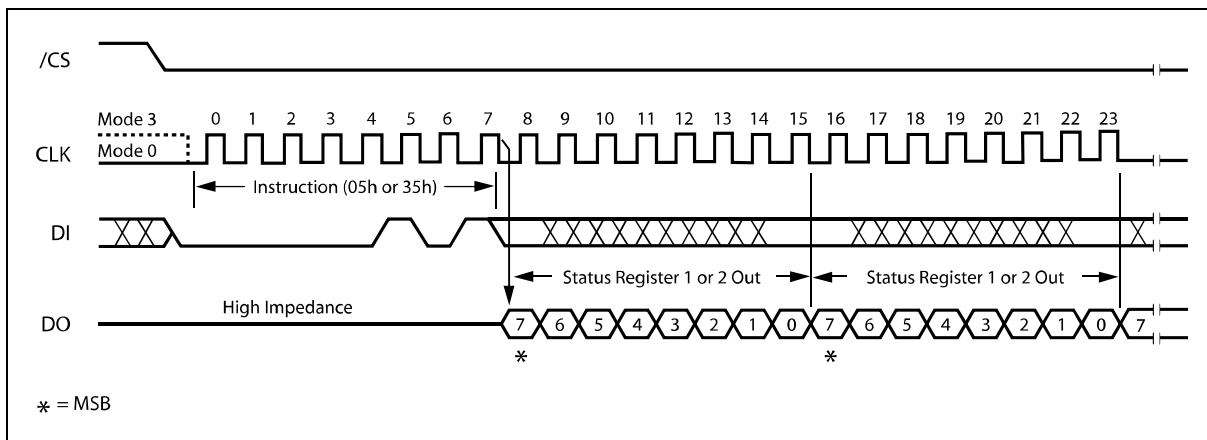 /CS
Mode 3
0 1 2 3 4 5 6 7 8 9 10 11 12 13 14 15 16 17 18 19 20 21 22 23
CLK
Mode 0
Instruction (05h or 35h)
DI
Status Register 1 or 2 Out
Status Register 1 or 2 Out
High Impedance
DO
7 6 5 4 3 2 1 0 7 6 5 4 3 2 1 0 7
* *
* = MSB